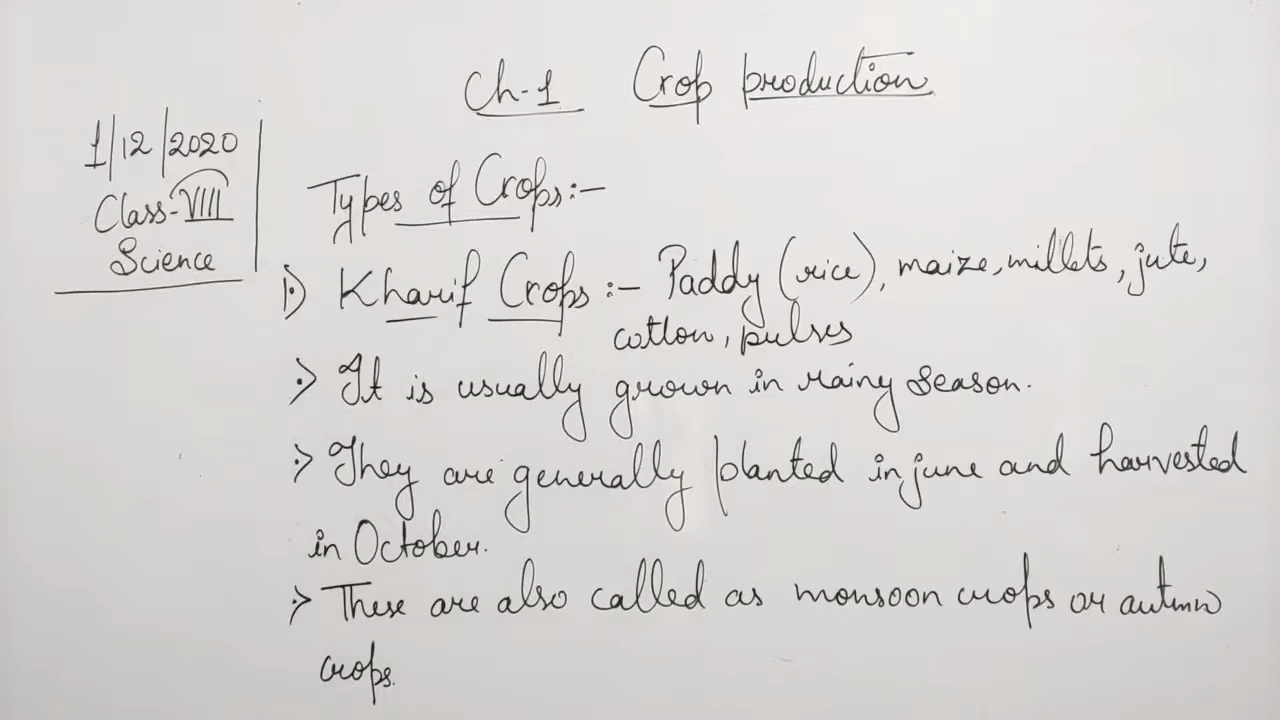 Ch-1 Crop production
1/12/2020
Class-VIII
Science
Types of Crops:-
1) Kharif Crops :- Paddy (rice), maize, millets, jute,
cotton, pulses
:> It is usually grown in rainy season.
:> They are generally planted in june and harvested
in October.
:> These are also called as monsoon crops or autmn
crops.